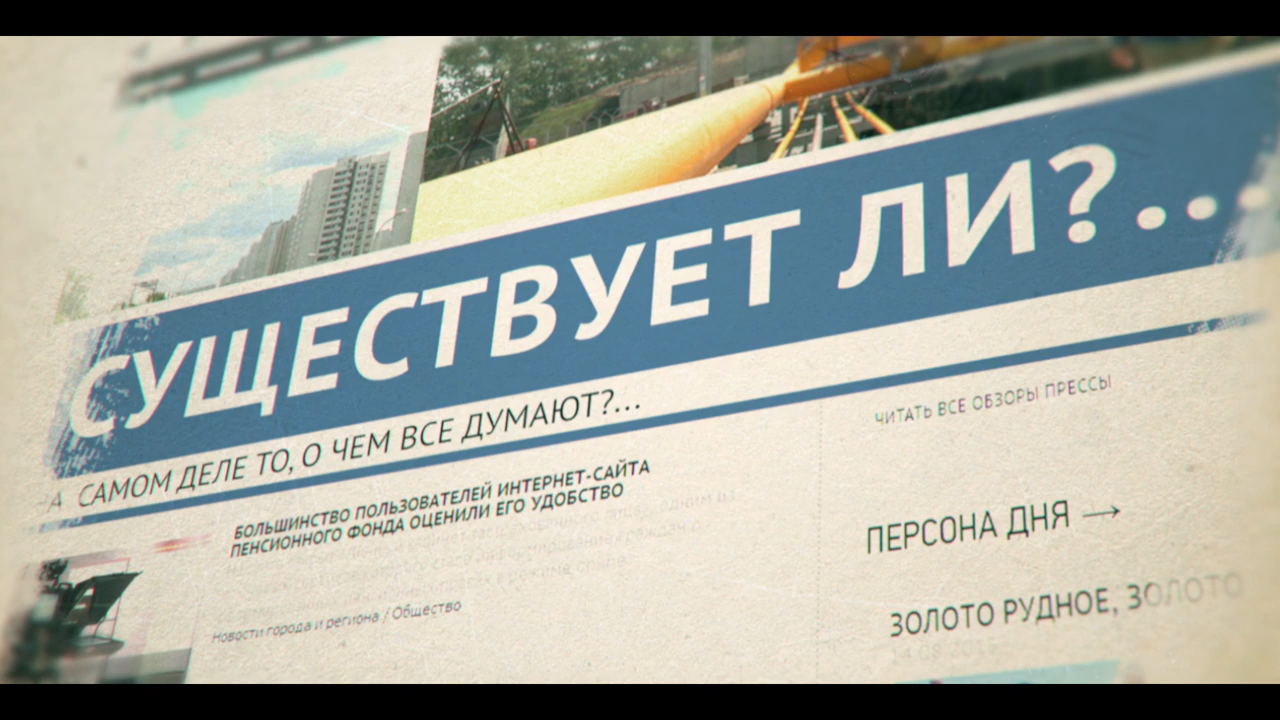 СУЩЕСТВУЕТ ЛИ?...
А САМОМ ДЕЛЕ ТО, О ЧЕМ ВСЕ ДУМАЮТ?...
ЧИТАТЬ ВСЕ ОБЗОРЫ ПРЕССЫ
БОЛЬШИНСТВО ПОЛЬЗОВАТЕЛЕЙ ИНТЕРНЕТ-САЙТА
ПЕНСИОННОГО ФОНДА ОЦЕНИЛИ ЕГО УДОБСТВО
Новости города и региона / Общество
ПЕРСОНА ДНЯ →
ЗОЛОТО РУДНОЕ, ЗОЛОТО